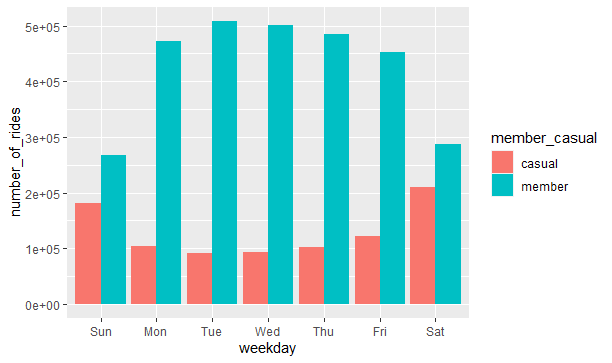 number_of_rides
5e+05
4e+05
3e+05
2e+05
1e+05
0e+00
Sun Mon Tue Wed Thu Fri Sat
weekday
member_casual
casual
member